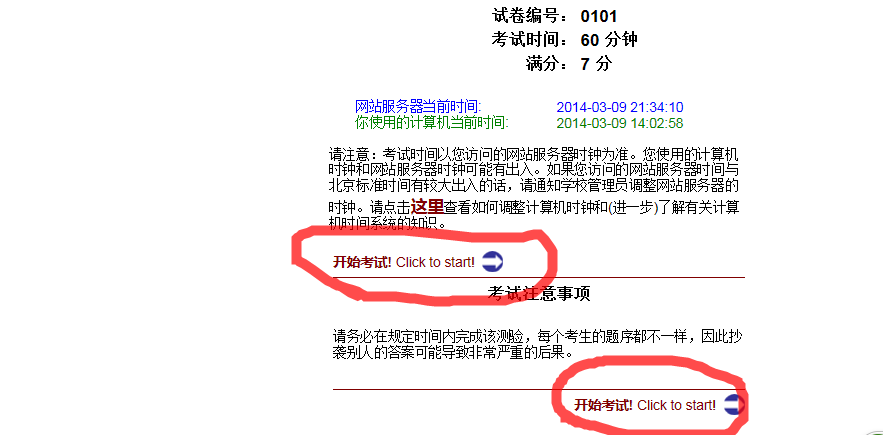 试卷编号： 0101
考试时间： 60 分钟
满分： 7 分
网站服务器当前时间: 2014-03-09 21:34:10
你使用的计算机当前时间: 2014-03-09 14:02:58
请注意：考试时间以您访问的网站服务器时钟为准。您使用的计算机
时钟和网站服务器时钟可能有出入。如果您访问的网站服务器时间与
北京标准时间有较大出入的话，请通知学校管理员调整网站服务器的
时钟。请点击这里查看如何调整计算机时钟和(进一步)了解有关计算
机时间系统的知识。
开始考试! Click to start!
考试注意事项
请务必在规定时间内完成该测验，每个考生的题序都不一样，因此抄
袭别人的答案可能导致非常严重的后果。
开始考试! Click to start!